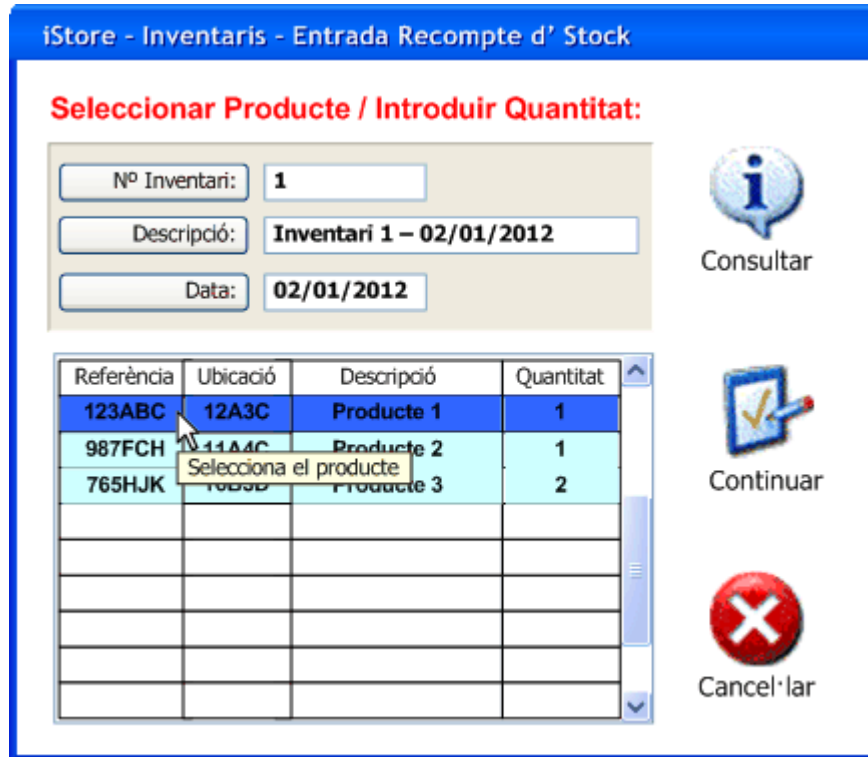 iStore - Inventaris - Entrada Recompte d' Stock
Seleccionar Producte / Introduir Quantitat:
Nº Inventari: 1
Descripció: Inventari 1 – 02/01/2012
Data: 02/01/2012
Consultar
Referència Ubicació Descripció Quantitat
123ABC 12A3C Producte 1 1
987FCH 11A4C Producte 2 1
Selecciona el producte
765HJK Producte 3 2
Continuar
Cancel·lar